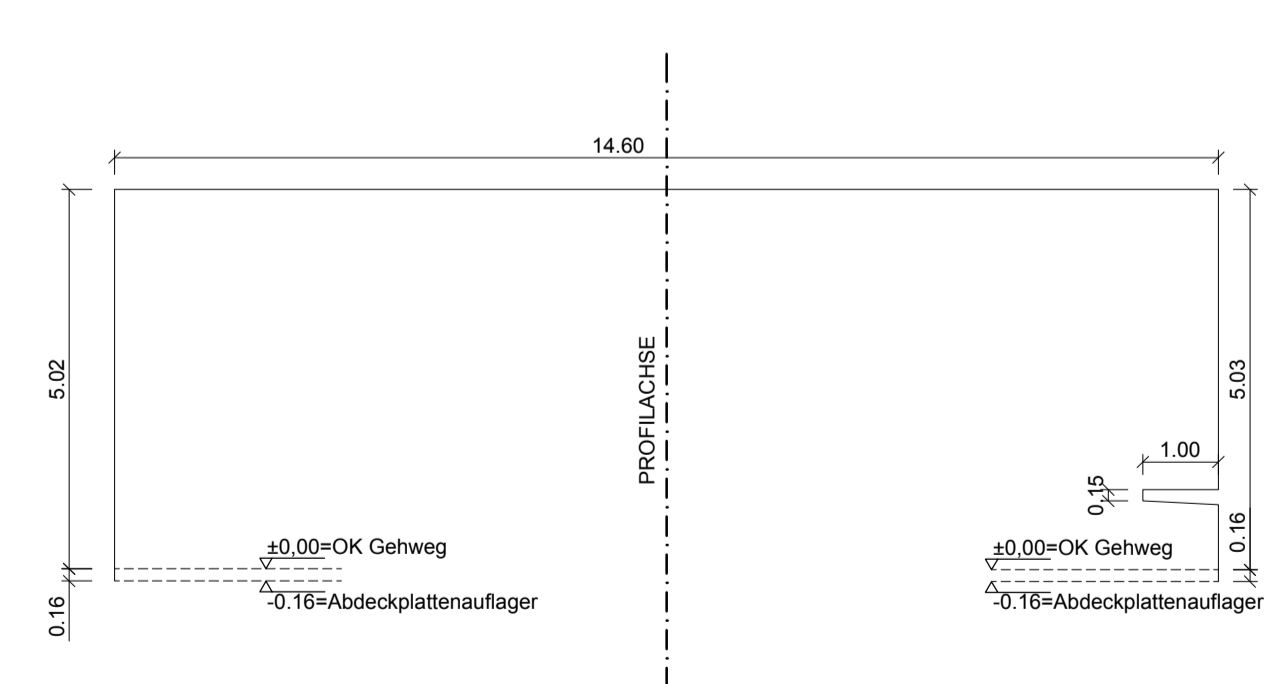 14.60
5.02
PROFILACHSE
5.03
1.00
0,15
0.16
±0,00=OK Gehweg
±0,00=OK Gehweg
-0.16=Abdeckplattenauflager
-0.16=Abdeckplattenauflager
0.16